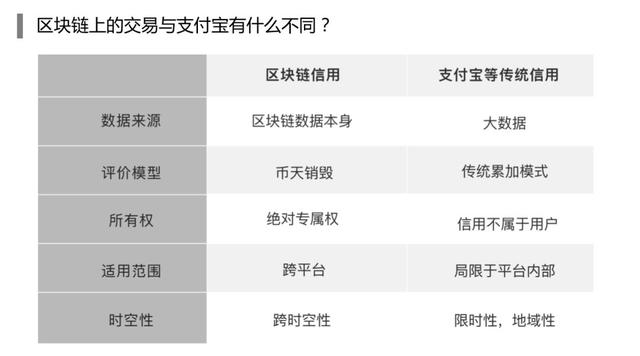 区块链上的交易与支付宝有什么不同？
区块链信用 支付宝等传统信用
数据来源 区块链数据本身 大数据
评价模型 币天销毁 传统累加模式
所有权 绝对专属权 信用不属于用户
适用范围 跨平台 局限于平台内部
时空性 跨时空性 限时性，地域性